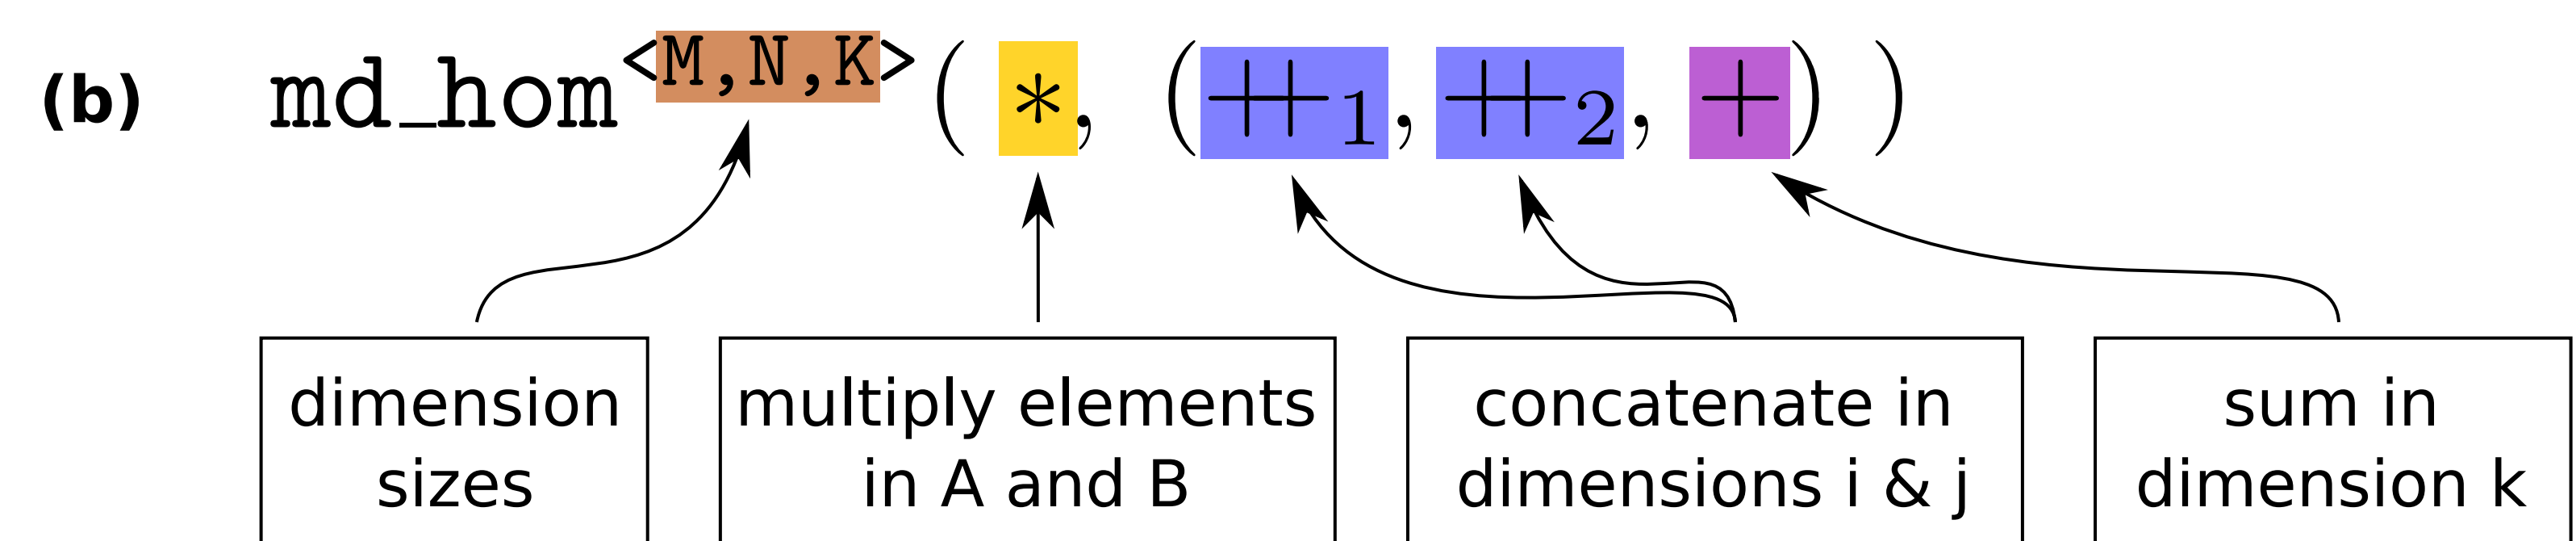 (b) md_hom<M,N,K> ( *, (++1, ++2, +) )
dimension
sizes
multiply elements
in A and B
concatenate in
dimensions i & j
sum in
dimension k